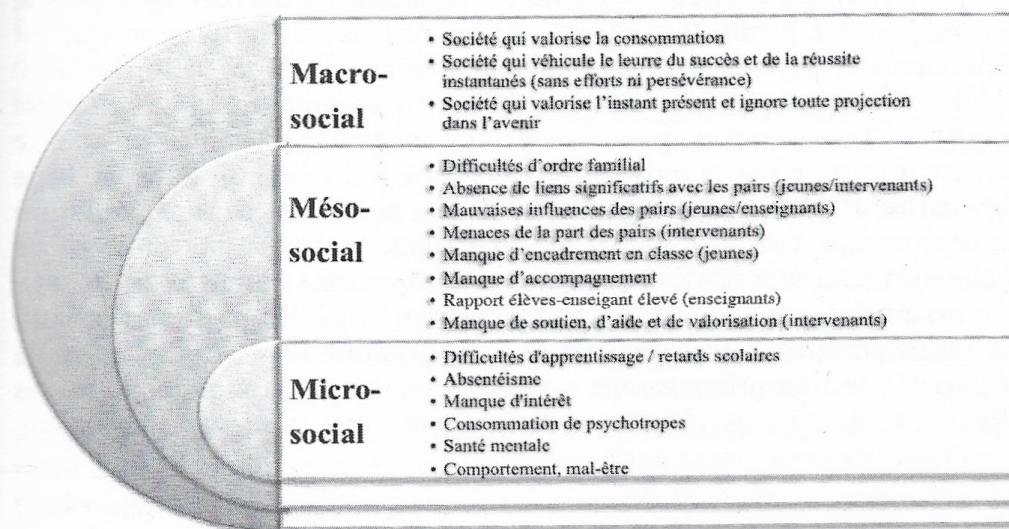 Macro-
social
• Société qui valorise la consommation
• Société qui véhicule le leurre du succès et de la réussite
instantanés (sans efforts ni persévérance)
• Société qui valorise l'instant présent et ignore toute projection
dans l'avenir
Méso-
social
• Difficultés d'ordre familial
• Absence de liens significatifs avec les pairs (jeunes/intervenants)
• Mauvaises influences des pairs (jeunes/enseignants)
• Menaces de la part des pairs (intervenants)
• Manque d'encadrement en classe (jeunes)
• Manque d'accompagnement
• Rapport élèves-enseigant élevé (enseignants)
• Manque de soutien, d'aide et de valorisation (intervenants)
Micro-
social
• Difficultés d'apprentissage / retards scolaires
• Absentéisme
• Manque d'intérêt
• Consommation de psychotropes
• Santé mentale
• Comportement, mal-être